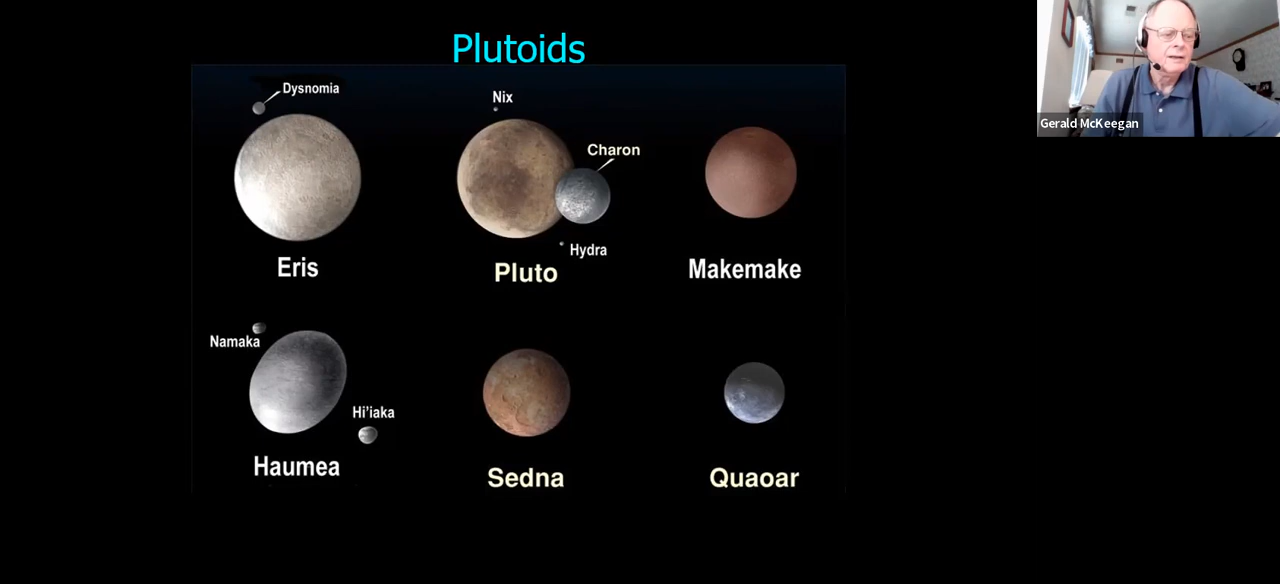 Plutoids
Dysnomia
Nix
Charon
Hydra
Eris
Pluto
Makemake
Namaka
Hi'iaka
Haumea
Sedna
Quaoar
Gerald McKeegan